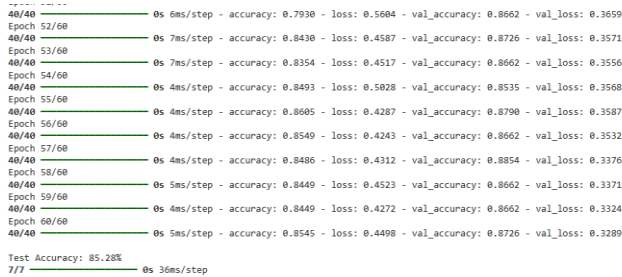 40/40 0s 6ms/step - accuracy: 0.7930 - loss: 0.5604 - val_accuracy: 0.8662 - val_loss: 0.3659
Epoch 52/60
40/40 0s 7ms/step - accuracy: 0.8430 - loss: 0.4587 - val_accuracy: 0.8726 - val_loss: 0.3571
Epoch 53/60
40/40 0s 7ms/step - accuracy: 0.8354 - loss: 0.4517 - val_accuracy: 0.8662 - val_loss: 0.3556
Epoch 54/60
40/40 0s 4ms/step - accuracy: 0.8493 - loss: 0.5028 - val_accuracy: 0.8535 - val_loss: 0.3568
Epoch 55/60
40/40 0s 4ms/step - accuracy: 0.8605 - loss: 0.4287 - val_accuracy: 0.8790 - val_loss: 0.3587
Epoch 56/60
40/40 0s 4ms/step - accuracy: 0.8549 - loss: 0.4243 - val_accuracy: 0.8662 - val_loss: 0.3532
Epoch 57/60
40/40 0s 4ms/step - accuracy: 0.8486 - loss: 0.4312 - val_accuracy: 0.8854 - val_loss: 0.3376
Epoch 58/60
40/40 0s 5ms/step - accuracy: 0.8449 - loss: 0.4523 - val_accuracy: 0.8662 - val_loss: 0.3371
Epoch 59/60
40/40 0s 4ms/step - accuracy: 0.8449 - loss: 0.4272 - val_accuracy: 0.8662 - val_loss: 0.3324
Epoch 60/60
40/40 0s 5ms/step - accuracy: 0.8545 - loss: 0.4498 - val_accuracy: 0.8726 - val_loss: 0.3289
Test Accuracy: 85.28%
7/7 0s 36ms/step